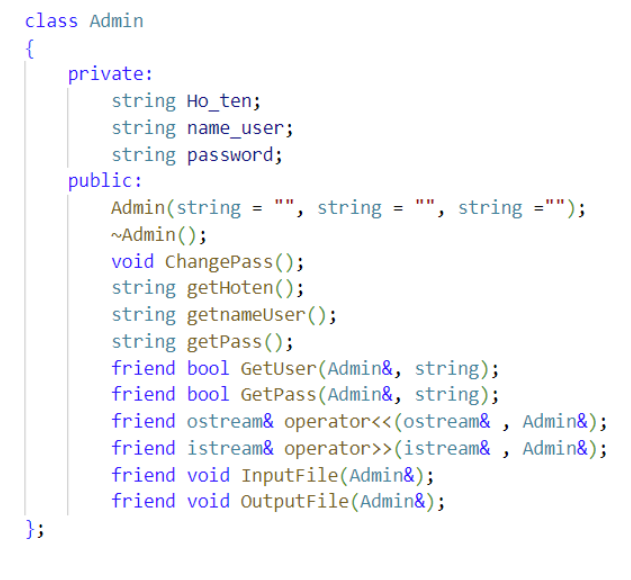 class Admin
{
    private:
        string Ho_ten;
        string name_user;
        string password;
    public:
        Admin(string = "", string = "", string ="");
        ~Admin();
        void ChangePass();
        string getHoten();
        string getnameUser();
        string getPass();
        friend bool GetUser(Admin&, string);
        friend bool GetPass(Admin&, string);
        friend ostream& operator<<(ostream& , Admin&);
        friend istream& operator>>(istream& , Admin&);
        friend void InputFile(Admin&);
        friend void OutputFile(Admin&);
};